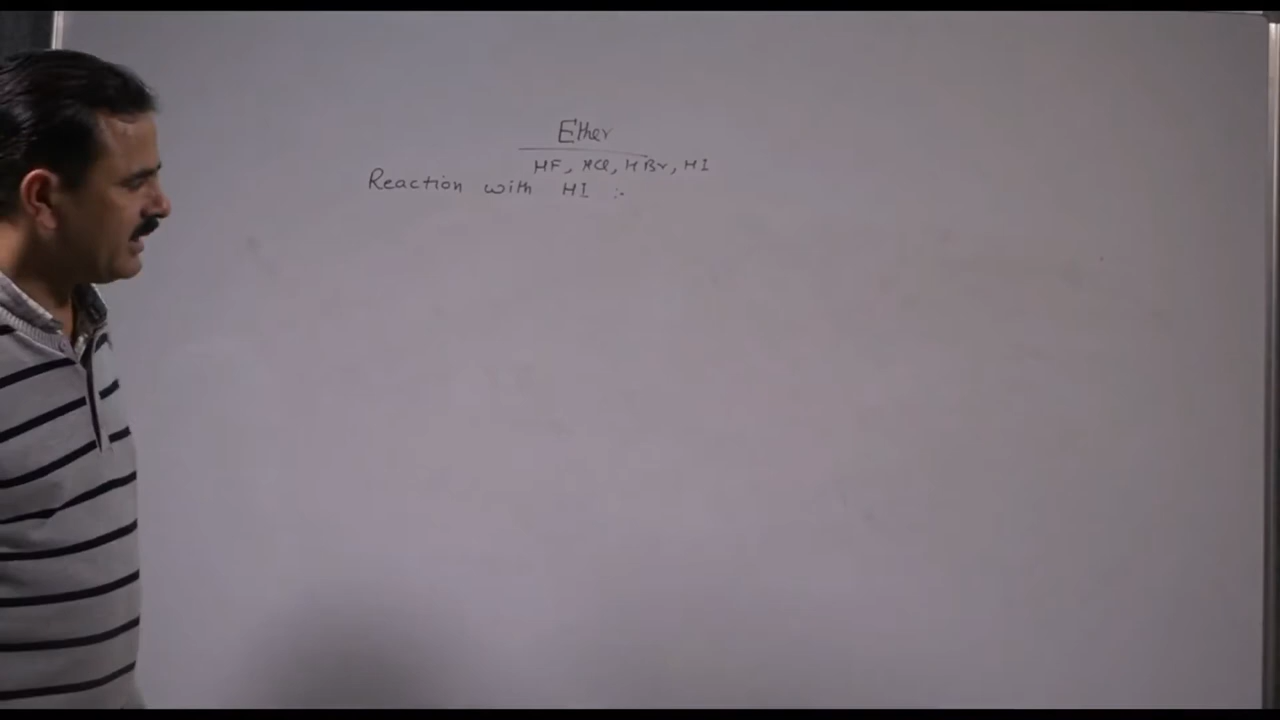 Ether
HF, HCl, HBr, HI
Reaction with HI :-